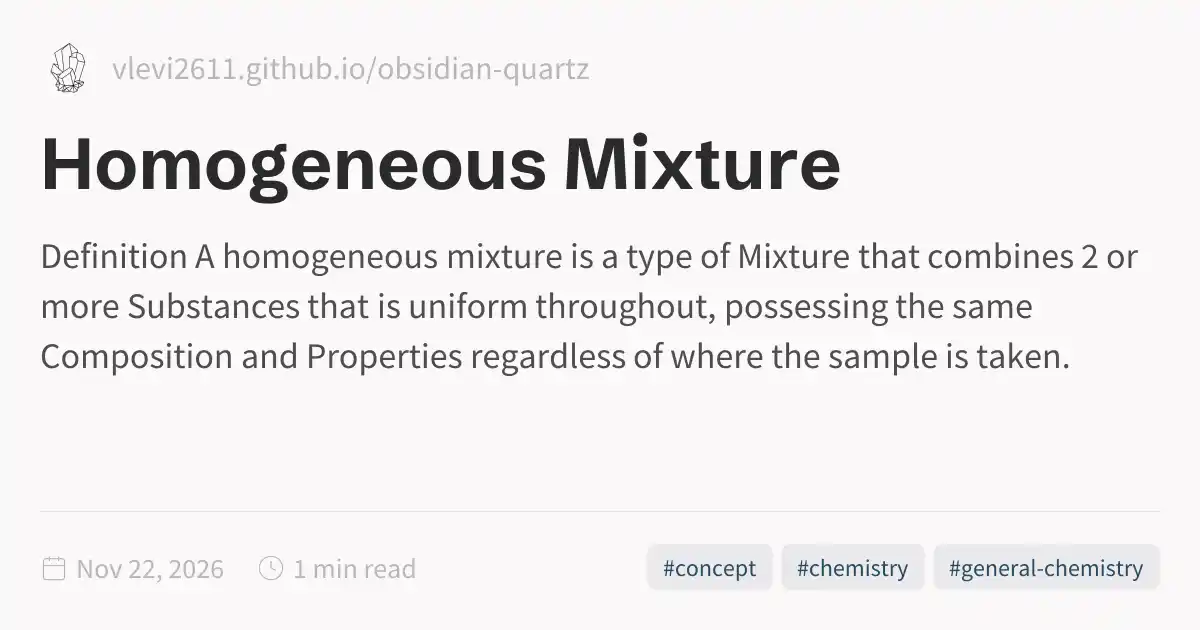 vlevi2611.github.io/obsidian-quartz
Homogeneous Mixture
Definition A homogeneous mixture is a type of Mixture that combines 2 or
more Substances that is uniform throughout, possessing the same
Composition and Properties regardless of where the sample is taken.
Nov 22, 2026 1 min read #concept #chemistry #general-chemistry